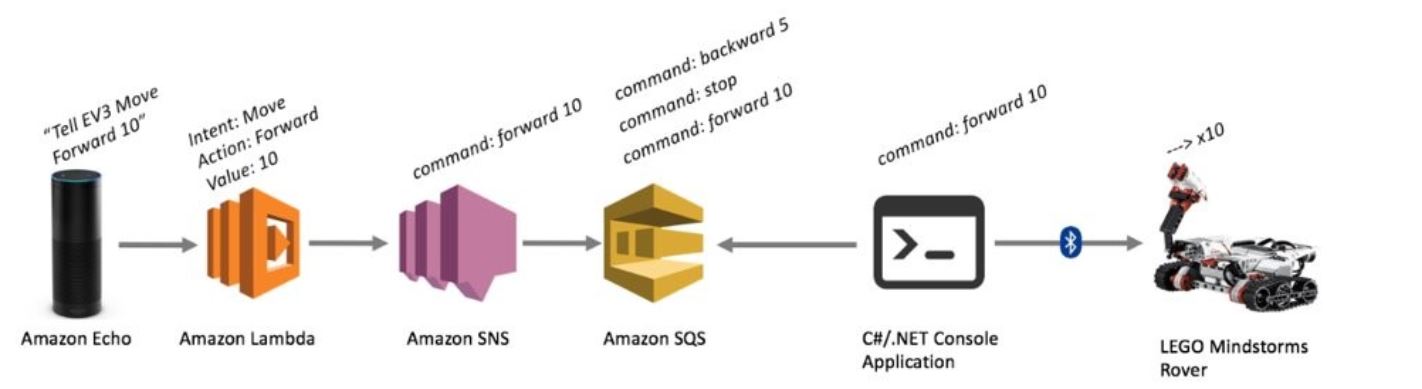 “Tell EV3 Move
Forward 10”
Intent: Move
Action: Forward
Value: 10
command: forward 10
command: backward 5
command: stop
command: forward 10
command: forward 10
---> x10
Amazon Echo
Amazon Lambda
Amazon SNS
Amazon SQS
C#/.NET Console
Application
LEGO Mindstorms
Rover